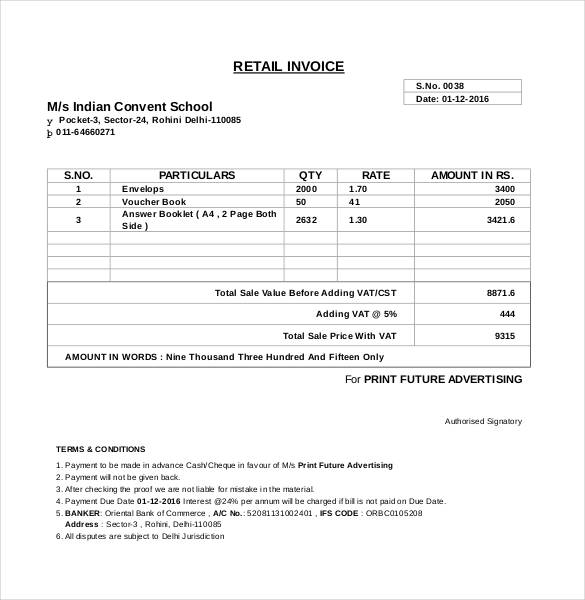 RETAIL INVOICE
S.No. 0038
Date: 01-12-2016
M/s Indian Convent School
y Pocket-3, Sector-24, Rohini Delhi-110085
þ 011-64660271
S.NO. PARTICULARS QTY RATE AMOUNT IN RS.
1 Envelops 2000 1.70 3400
2 Voucher Book 50 41 2050
3 Answer Booklet ( A4 , 2 Page Both Side ) 2632 1.30 3421.6
Total Sale Value Before Adding VAT/CST 8871.6
Adding VAT @ 5% 444
Total Sale Price With VAT 9315
AMOUNT IN WORDS : Nine Thousand Three Hundred And Fifteen Only
For PRINT FUTURE ADVERTISING
Authorised Signatory
TERMS & CONDITIONS
1. Payment to be made in advance Cash/Cheque in favour of M/s Print Future Advertising
2. Payment will not be given back.
3. After checking the proof we are not liable for mistake in the material.
4. Payment Due Date 01-12-2016 Interest @24% per annum will be charged if bill is not paid on Due Date.
5. BANKER: Oriental Bank of Commerce , A/C No.: 52081131002401 , IFS CODE : ORBC0105208
Address : Sector-3 , Rohini, Delhi-110085
6. All disputes are subject to Delhi Jurisdiction